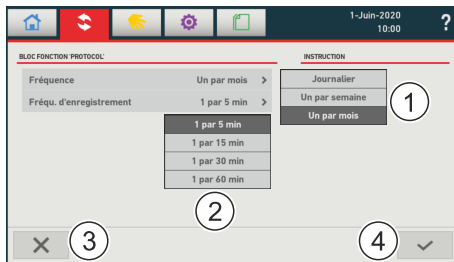 1-Juin-2020
10:00
?
BLOC FONCTION 'PROTOCOL'
INSTRUCTION
Fréquence Un par mois >
Fréqu. d'enregistrement 1 par 5 min >
Journalier
Un par semaine
Un par mois
1
1 par 5 min
1 par 15 min
1 par 30 min
1 par 60 min
2
3
4